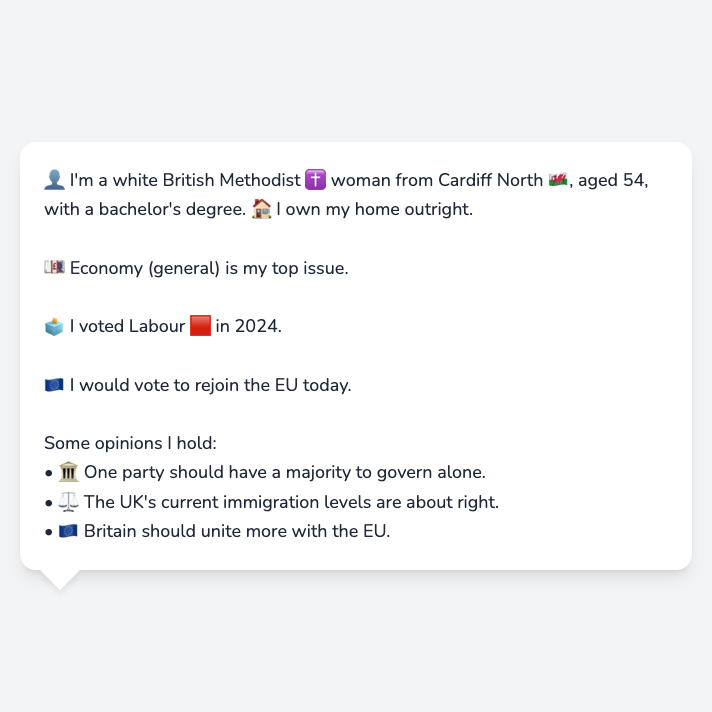 👤 I'm a white British Methodist ✝️ woman from Cardiff North 🏴󠁧󠁢󠁷󠁬󠁳󠁿, aged 54,
with a bachelor's degree. 🏠 I own my home outright.
💷 Economy (general) is my top issue.
🗳️ I voted Labour 🟥 in 2024.
🇪🇺 I would vote to rejoin the EU today.
Some opinions I hold:
• 🏛️ One party should have a majority to govern alone.
• ⚖️ The UK's current immigration levels are about right.
• 🇪🇺 Britain should unite more with the EU.